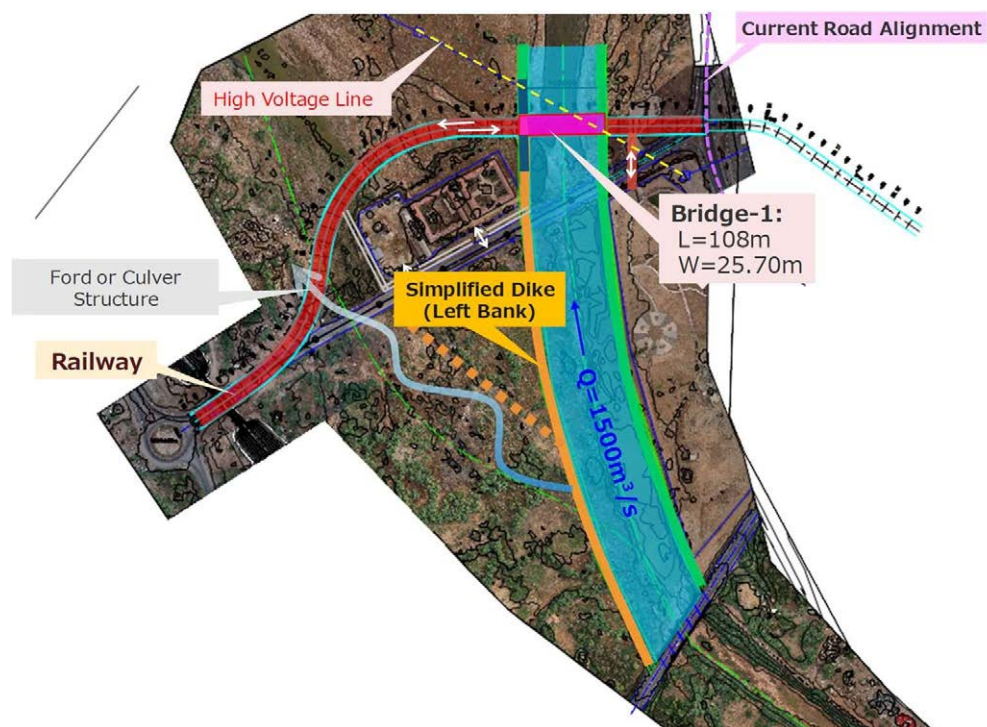 Current Road Alignment
High Voltage Line
Bridge-1:
L=108m
W=25.70m
Ford or Culver
Structure
Simplified Dike
(Left Bank)
Railway
Q=1500m³/s